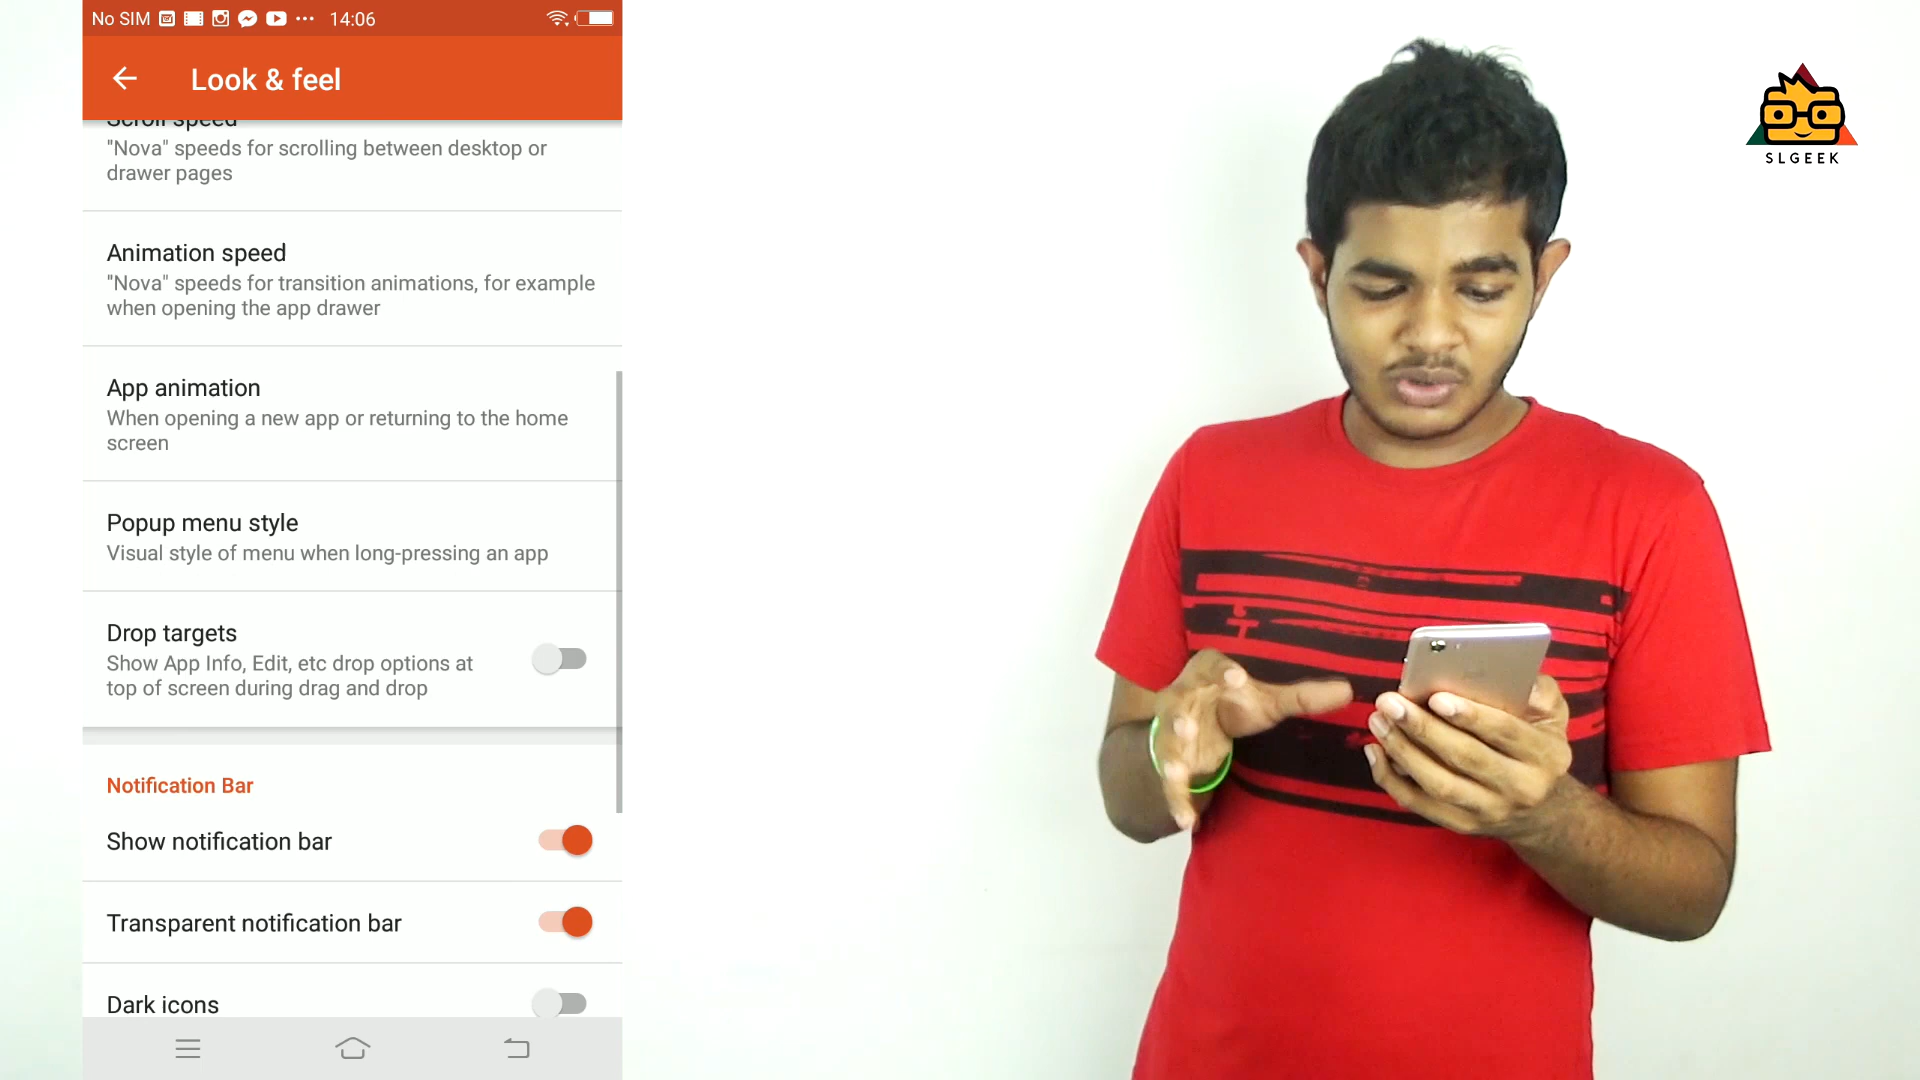 No SIM 14:06
Look & feel
Scroll speed
"Nova" speeds for scrolling between desktop or
drawer pages
Animation speed
"Nova" speeds for transition animations, for example
when opening the app drawer
App animation
When opening a new app or returning to the home
screen
Popup menu style
Visual style of menu when long-pressing an app
Drop targets
Show App Info, Edit, etc drop options at
top of screen during drag and drop
Notification Bar
Show notification bar
Transparent notification bar
Dark icons
SLGEEK